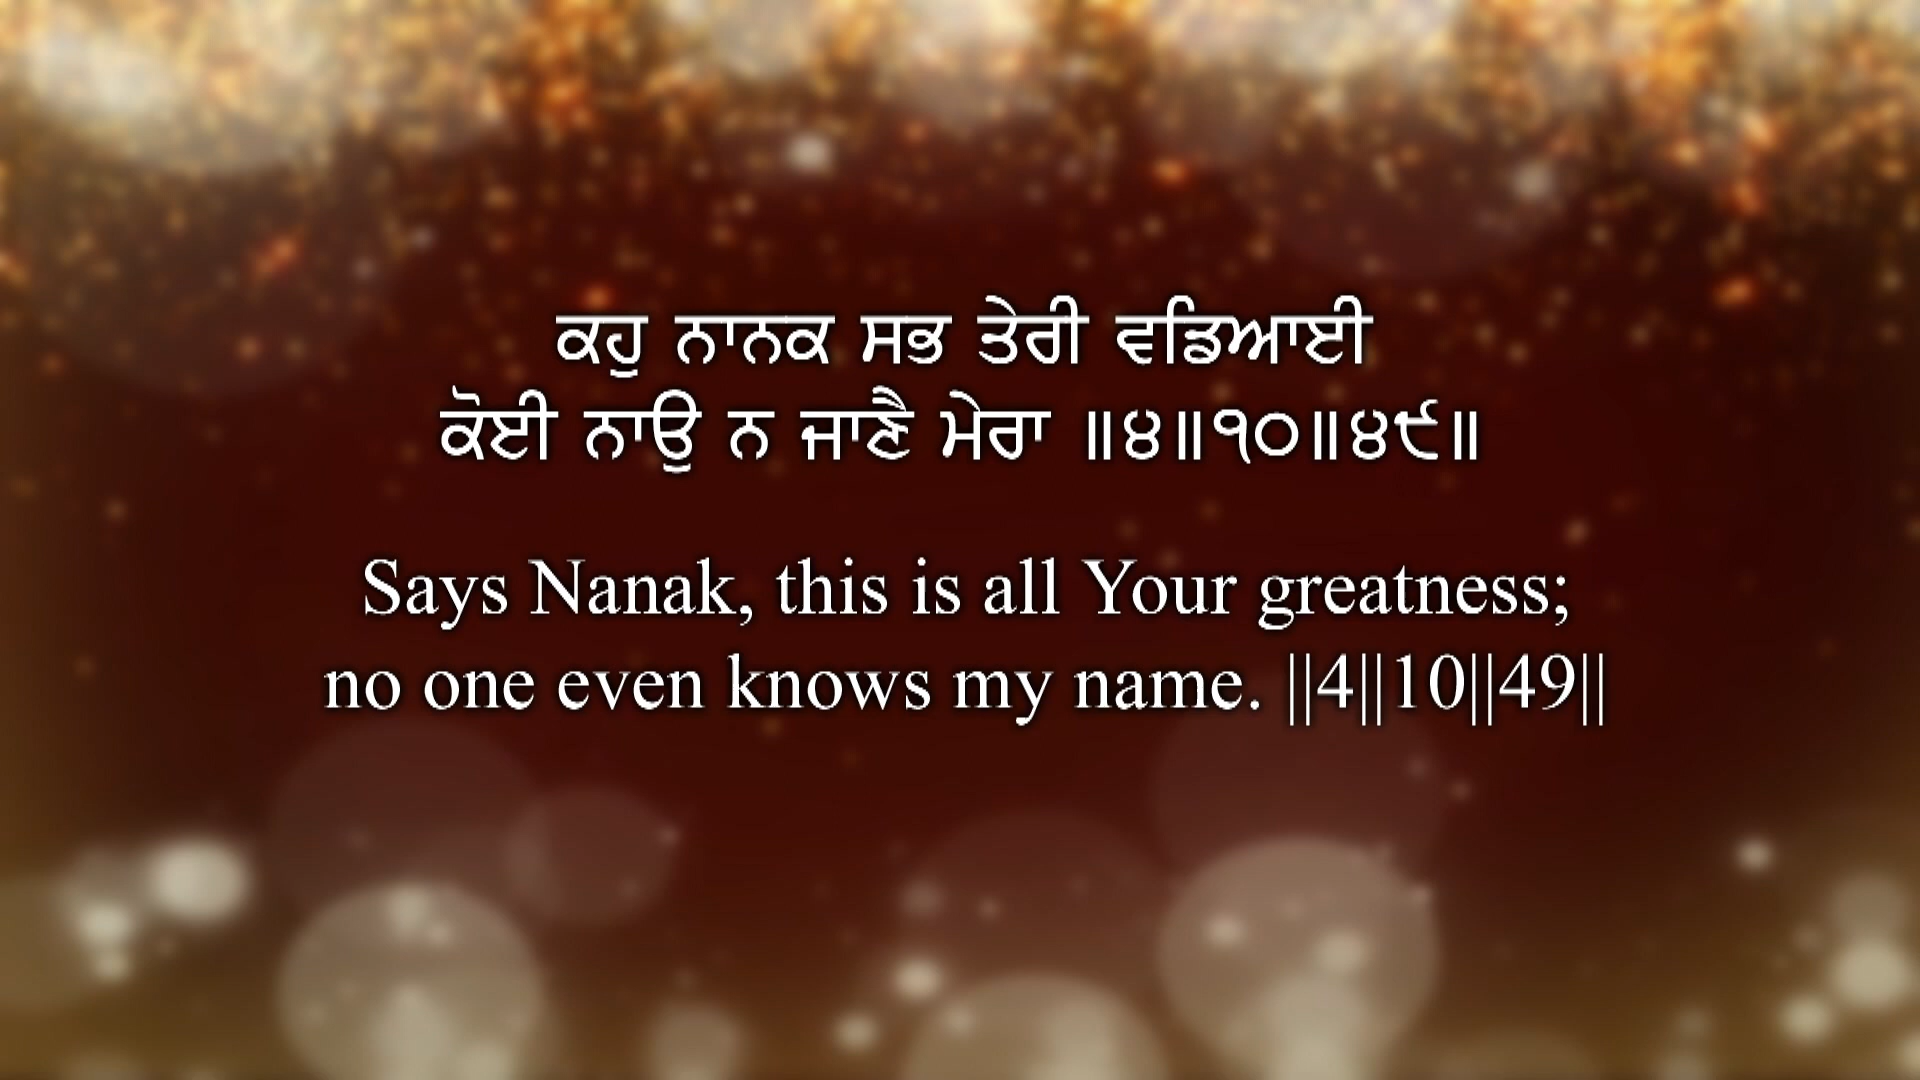 ਕਹੁ ਨਾਨਕ ਸਭ ਤੇਰੀ ਵਡਿਆਈ
ਕੋਈ ਨਾਉ ਨ ਜਾਣੈ ਮੇਰਾ ॥੪॥੧੦॥੪੯॥
Says Nanak, this is all Your greatness;
no one even knows my name. ||4||10||49||